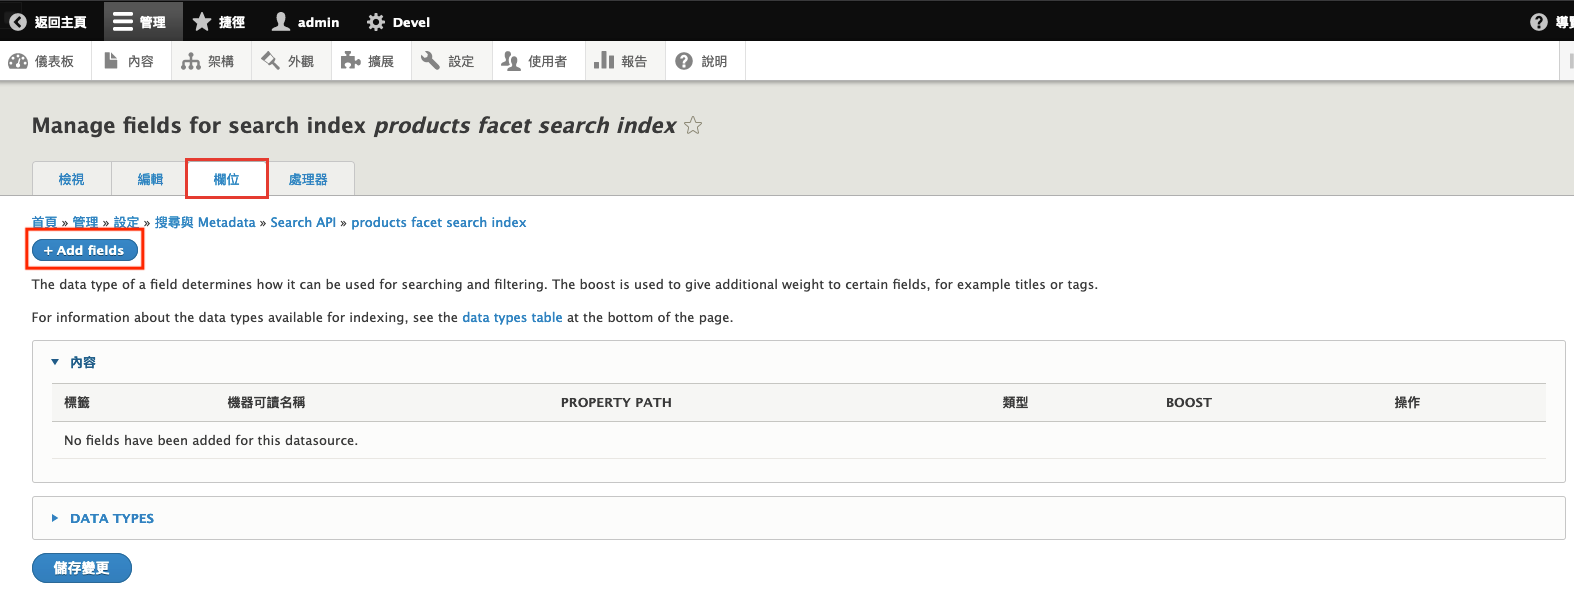 返回主頁 管理 捷徑 admin Devel
儀表板 內容 架構 外觀 擴展 設定 使用者 報告 說明
Manage fields for search index products facet search index
檢視 編輯 欄位 處理器
首頁 » 管理 » 設定 » 搜尋與 Metadata » Search API » products facet search index
+ Add fields
The data type of a field determines how it can be used for searching and filtering. The boost is used to give additional weight to certain fields, for example titles or tags.
For information about the data types available for indexing, see the data types table at the bottom of the page.
內容
標籤 機器可讀名稱 PROPERTY PATH 類型 BOOST 操作
No fields have been added for this datasource.
DATA TYPES
儲存變更